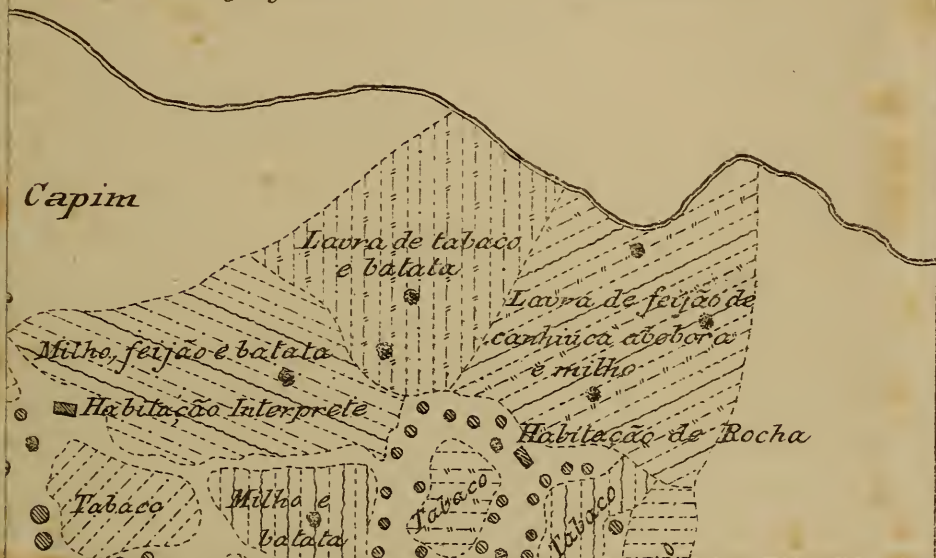 Capim
Lavra de tabaco
e batata
Lavra de feijão de
canhiúca abobora
e milho
Milho, feijão e batata
Habitação Interprete
Habitação de Rocha
Tabaco
Milho e
batata
Tabaco
Tabaco